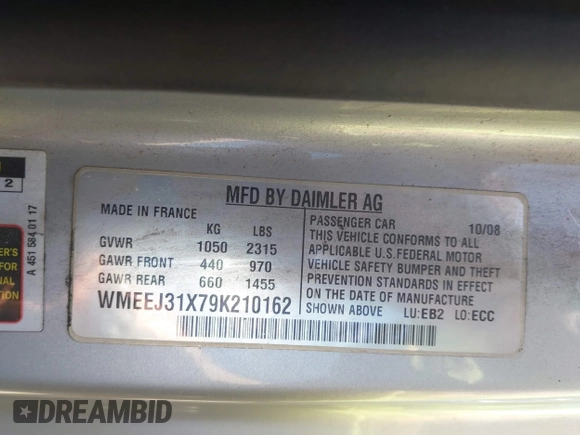 MFD BY DAIMLER AG
MADE IN FRANCE
KG LBS
GVWR 1050 2315
GAWR FRONT 440 970
GAWR REAR 660 1455
WMEEJ31X79K210162
PASSENGER CAR 10/08
THIS VEHICLE CONFORMS TO ALL
APPLICABLE U.S.FEDERAL MOTOR
VEHICLE SAFETY BUMPER AND THEFT
PREVENTION STANDARDS IN EFFECT
ON THE DATE OF MANUFACTURE
SHOWN ABOVE LU:EB2 LO:ECC
2
A 451 584 01 17
ER'S
FOR
ONAL
DREAMBID